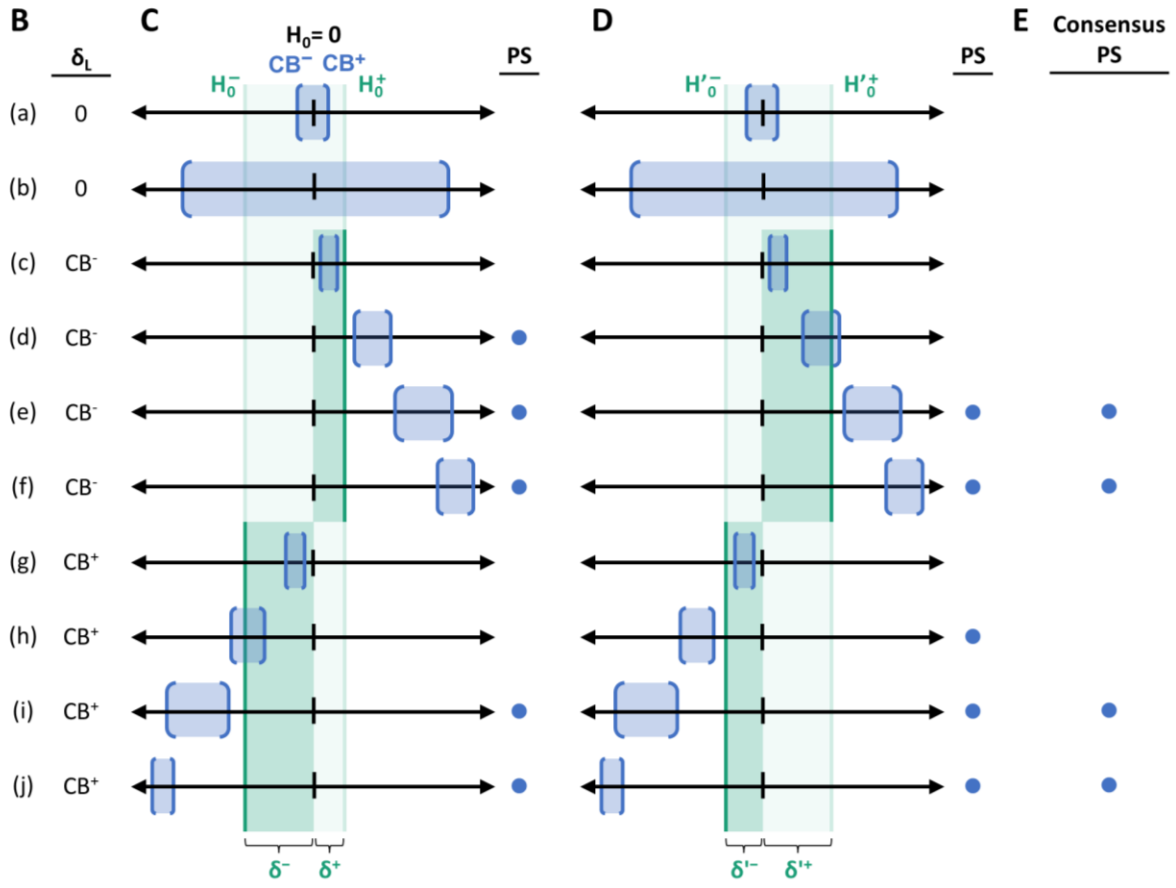 B C D E
H₀= 0
Consensus
δL CB⁻ CB⁺ PS PS PS
H₀⁻ H₀⁺ H'₀⁻ H'₀⁺
(a) 0
(b) 0
(c) CB⁻
(d) CB⁻
(e) CB⁻
(f) CB⁻
(g) CB⁺
(h) CB⁺
(i) CB⁺
(j) CB⁺
δ⁻ δ⁺ δ'⁻ δ'⁺